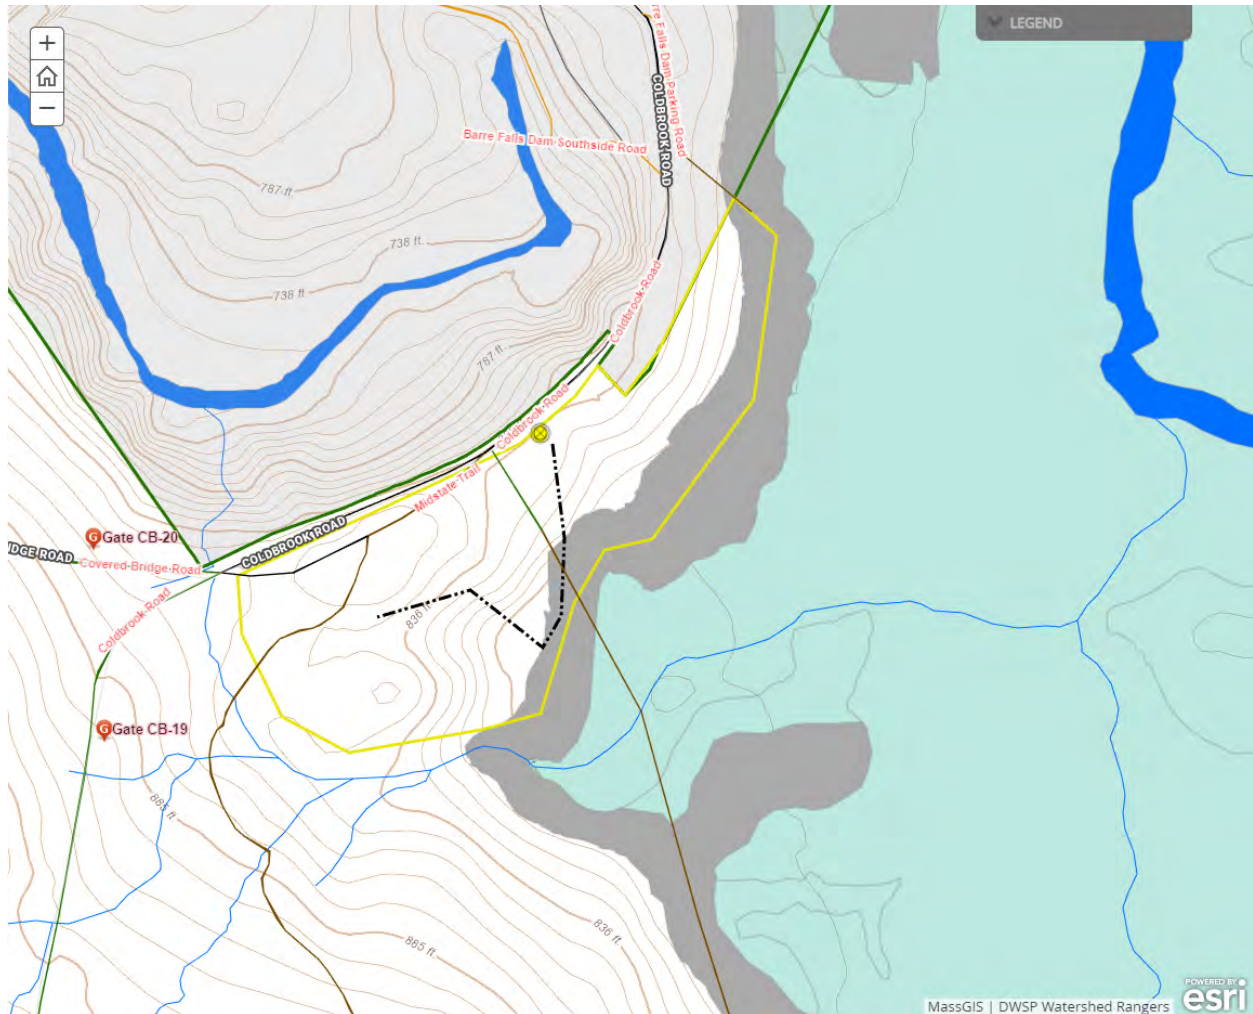 +
−
LEGEND
rre Falls Dam Parking Road
COLDBROOK ROAD
Barre Falls Dam Southside Road
787 ft.
738 ft.
738 ft.
Coldbrook Road
787 ft.
Coldbrook Road
Midstate Trail
COLDBROOK ROAD
G Gate CB-20
IDGE ROAD
Covered Bridge Road
Coldbrook Road
836 ft.
G Gate CB-19
885 ft.
885 ft.
836 ft.
MassGIS | DWSP Watershed Rangers
POWERED BY
esri